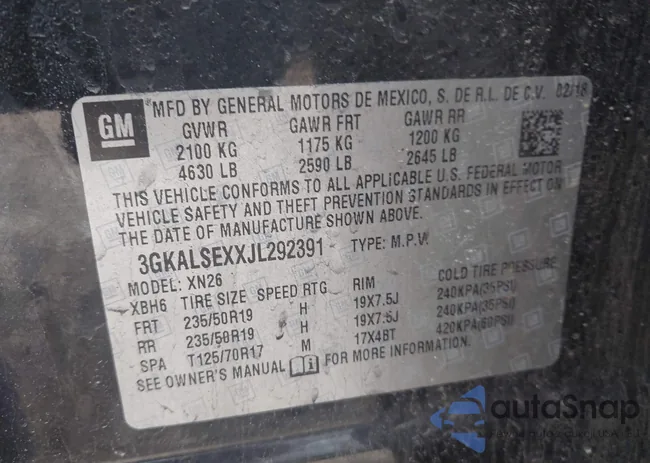 GM
MFD BY GENERAL MOTORS DE MEXICO, S. DE R.L. DE C.V. 02/18
GVWR GAWR FRT GAWR RR
2100 KG 1175 KG 1200 KG
4630 LB 2590 LB 2645 LB
THIS VEHICLE CONFORMS TO ALL APPLICABLE U.S. FEDERAL MOTOR
VEHICLE SAFETY AND THEFT PREVENTION STANDARDS IN EFFECT ON
THE DATE OF MANUFACTURE SHOWN ABOVE.
3GKALSEXXJL292391 TYPE: M.P.V.
MODEL: XN26
XBH6 TIRE SIZE SPEED RTG RIM COLD TIRE PRESSURE
FRT 235/50R19 H 19X7.5J 240KPA(35PSI)
RR 235/50R19 H 19X7.5J 240KPA(35PSI)
SPA T125/70R17 M 17X4BT 420KPA(60PSI)
SEE OWNER'S MANUAL FOR MORE INFORMATION.
autoSnap